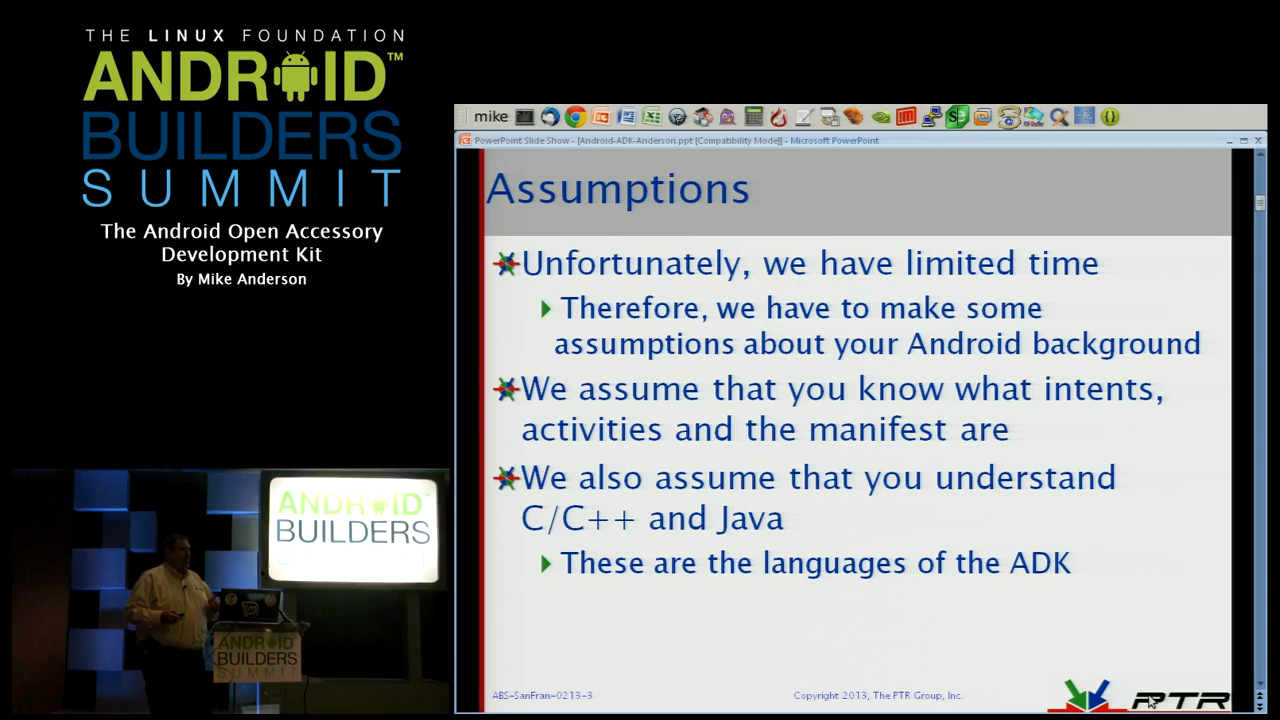 THE LINUX FOUNDATION
ANDROID™
BUILDERS
SUMMIT
The Android Open Accessory
Development Kit
By Mike Anderson
mike
PowerPoint Slide Show - [Android-ADK-Anderson.ppt [Compatibility Mode]] - Microsoft PowerPoint
Assumptions
Unfortunately, we have limited time
Therefore, we have to make some
assumptions about your Android background
We assume that you know what intents,
activities and the manifest are
We also assume that you understand
C/C++ and Java
These are the languages of the ADK
ABS-SanFran-0213-3
Copyright 2013, The PTR Group, Inc.
PTR
ANDROID
BUILDERS
ANDROID
BUILDERS
SUMMIT